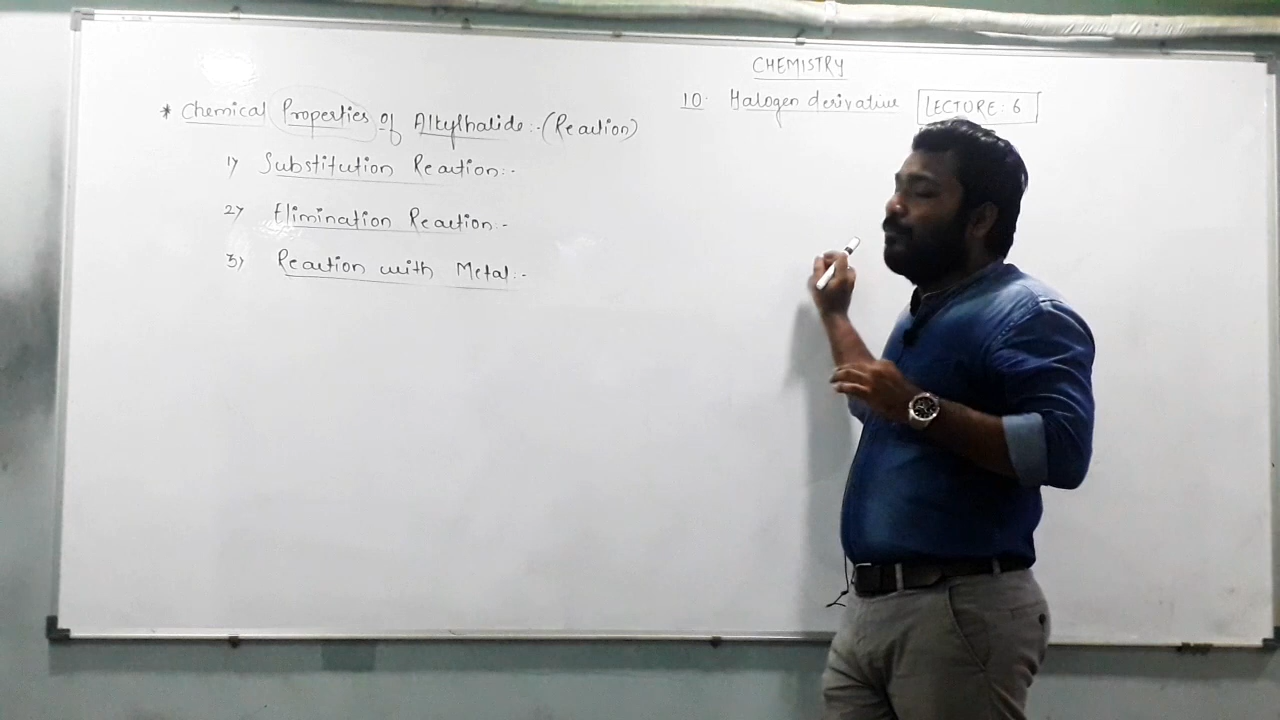 CHEMISTRY
10. Halogen derivative LECTURE: 6
* Chemical Properties of Alkylhalide:-(Reaction)
1) Substitution Reaction:-
2) Elimination Reaction:-
3) Reaction with Metal:-